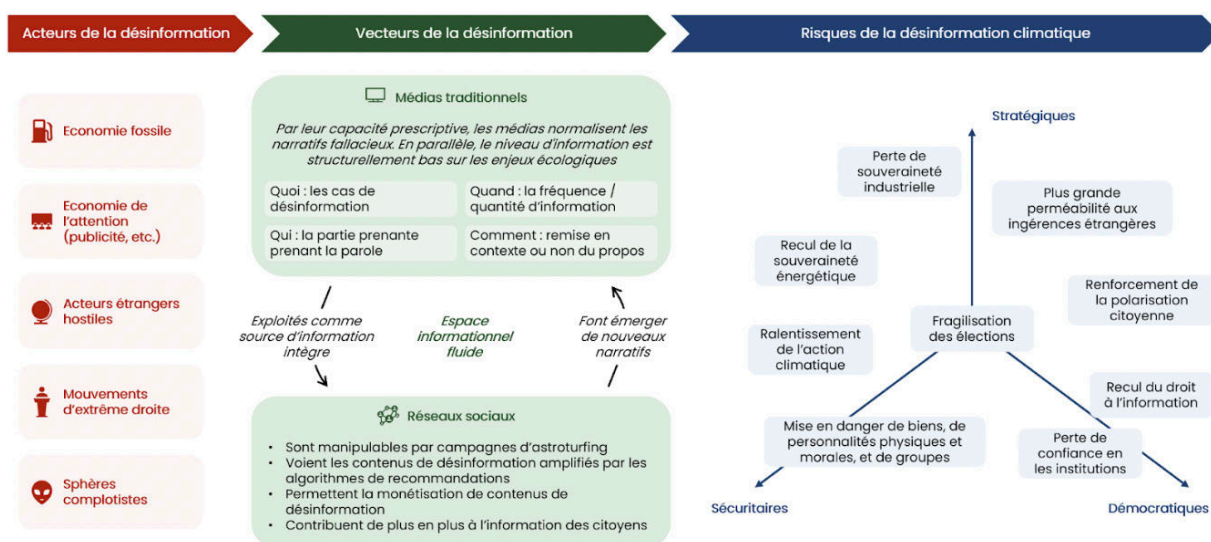 Acteurs de la désinformation
Vecteurs de la désinformation
Risques de la désinformation climatique
Economie fossile
Economie de
l'attention
(publicité, etc.)
Acteurs étrangers
hostiles
Mouvements
d'extrême droite
Sphères
complotistes
Médias traditionnels
Par leur capacité prescriptive, les médias normalisent les
narratifs fallacieux. En parallèle, le niveau d'information est
structurellement bas sur les enjeux écologiques
Quoi : les cas de
désinformation
Quand : la fréquence /
quantité d'information
Qui : la partie prenante
prenant la parole
Comment : remise en
contexte ou non du propos
Exploités comme
source d'information
intègre
Espace
informationnel
fluide
Font émerger
de nouveaux
narratifs
Réseaux sociaux
• Sont manipulables par campagnes d'astroturfing
• Voient les contenus de désinformation amplifiés par les
algorithmes de recommandations
• Permettent la monétisation de contenus de
désinformation
• Contribuent de plus en plus à l'information des citoyens
Stratégiques
Perte de
souveraineté
industrielle
Plus grande
perméabilité aux
ingérences étrangères
Recul de la
souveraineté
énergétique
Renforcement de
la polarisation
citoyenne
Fragilisation
des élections
Ralentissement
de l'action
climatique
Recul du droit
à l'information
Mise en danger de biens, de
personnalités physiques et
morales, et de groupes
Perte de
confiance en
les institutions
Sécuritaires
Démocratiques